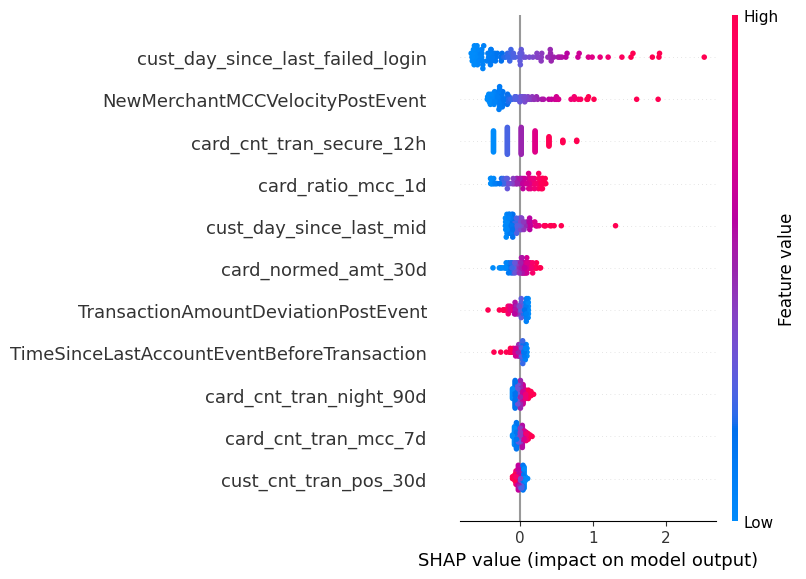 High
cust_day_since_last_failed_login
NewMerchantMCCVelocityPostEvent
card_cnt_tran_secure_12h
card_ratio_mcc_1d
cust_day_since_last_mid
card_normed_amt_30d
TransactionAmountDeviationPostEvent
TimeSinceLastAccountEventBeforeTransaction
card_cnt_tran_night_90d
card_cnt_tran_mcc_7d
cust_cnt_tran_pos_30d
Feature value
Low
0 1 2
SHAP value (impact on model output)